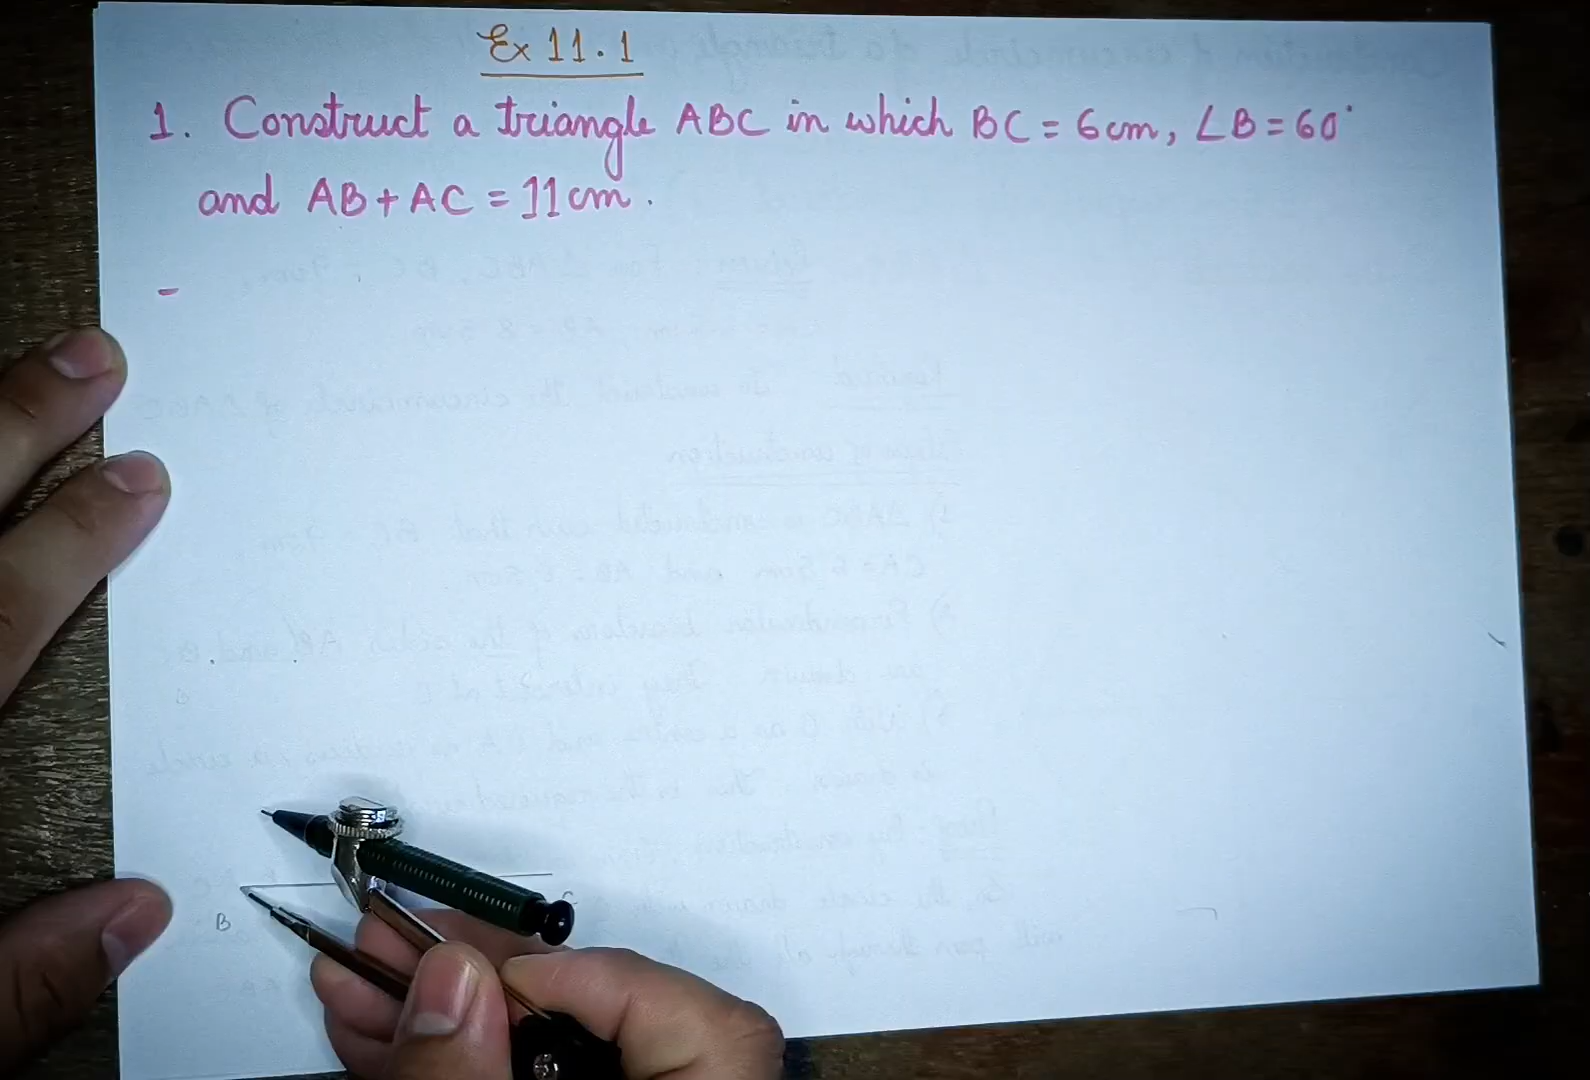 Ex 11.1
1. Construct a triangle ABC in which BC = 6cm, ∠B = 60°
and AB + AC = 11cm.
B
C